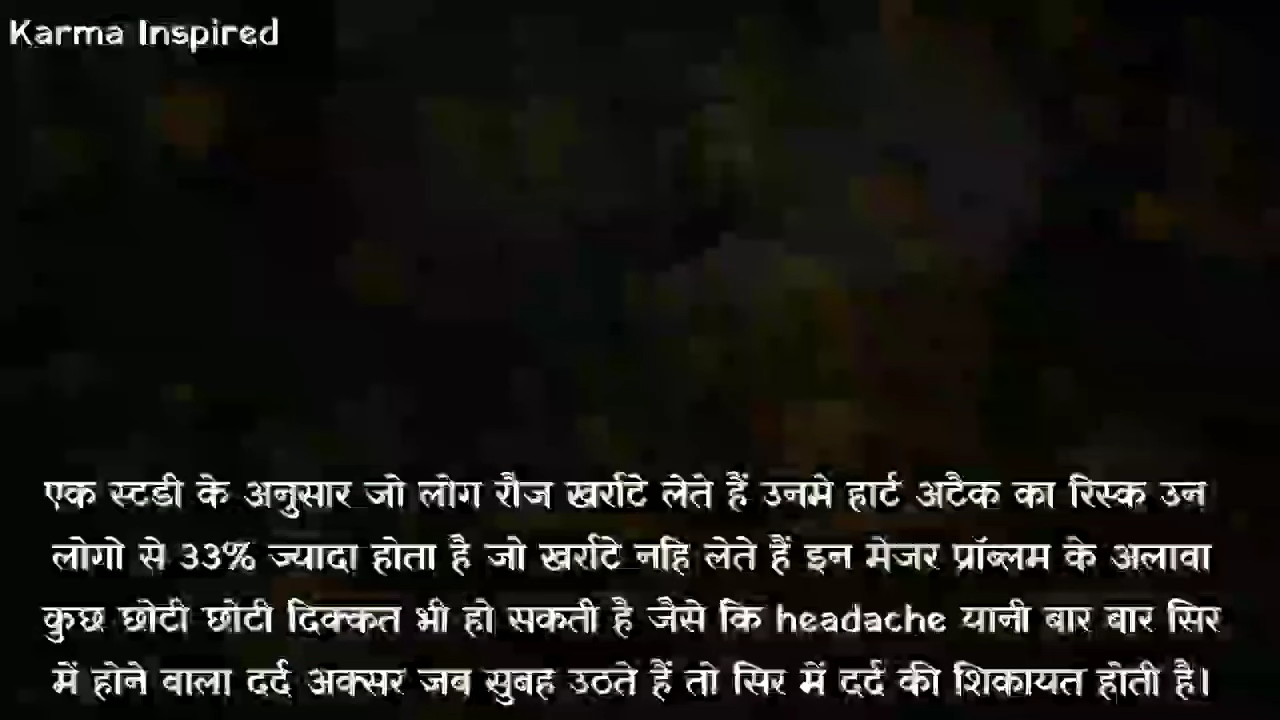 Karma Inspired
एक स्टडी के अनुसार जो लोग रौज खर्राटे लेते हैं उनमे हार्ट अटैक का रिस्क उन
लोगो से ३३% ज्यादा होता है जो खर्राटे नहि लेते हैं इन मेजर प्रॉब्लम के अलावा
कुछ छोटी छोटी दिक्कत भी हो सकती है जैसे कि headache यानी बार बार सिर
में होने वाला दर्द अक्सर जब सुबह उठते हैं तो सिर में दर्द की शिकायत होती है।